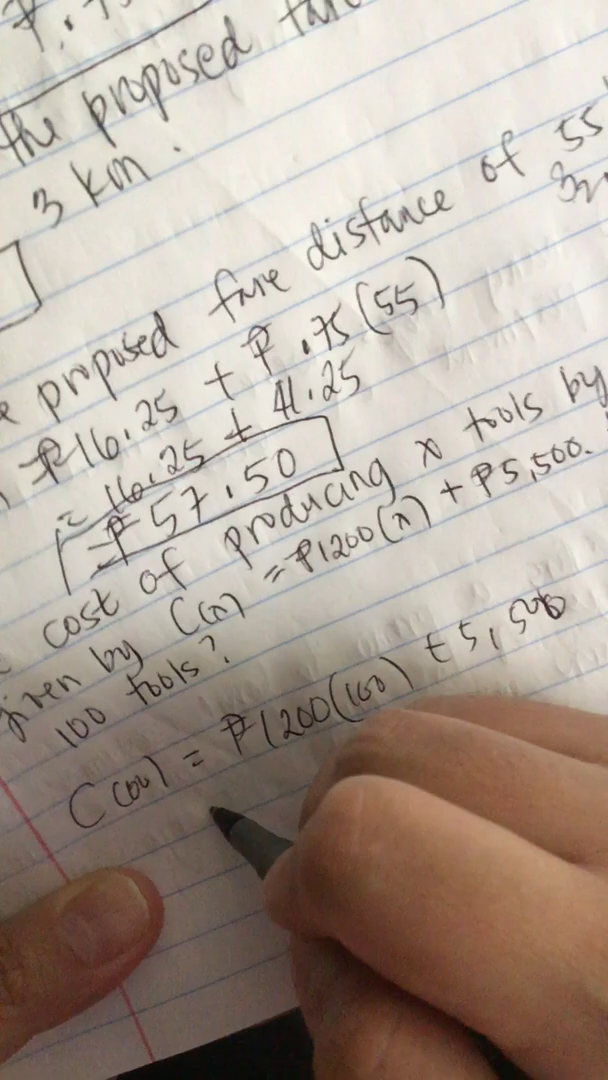 ₱.75
the proposed
3 km.
proposed fare distance of 55
₱16.25 + ₱.75(55)
= 16.25 + 41.25
₱57.50
cost of producing x tools by
given by C(x) = ₱1200(x) + ₱5,500.
100 tools?
C(100) = ₱1200(100) + 5,500